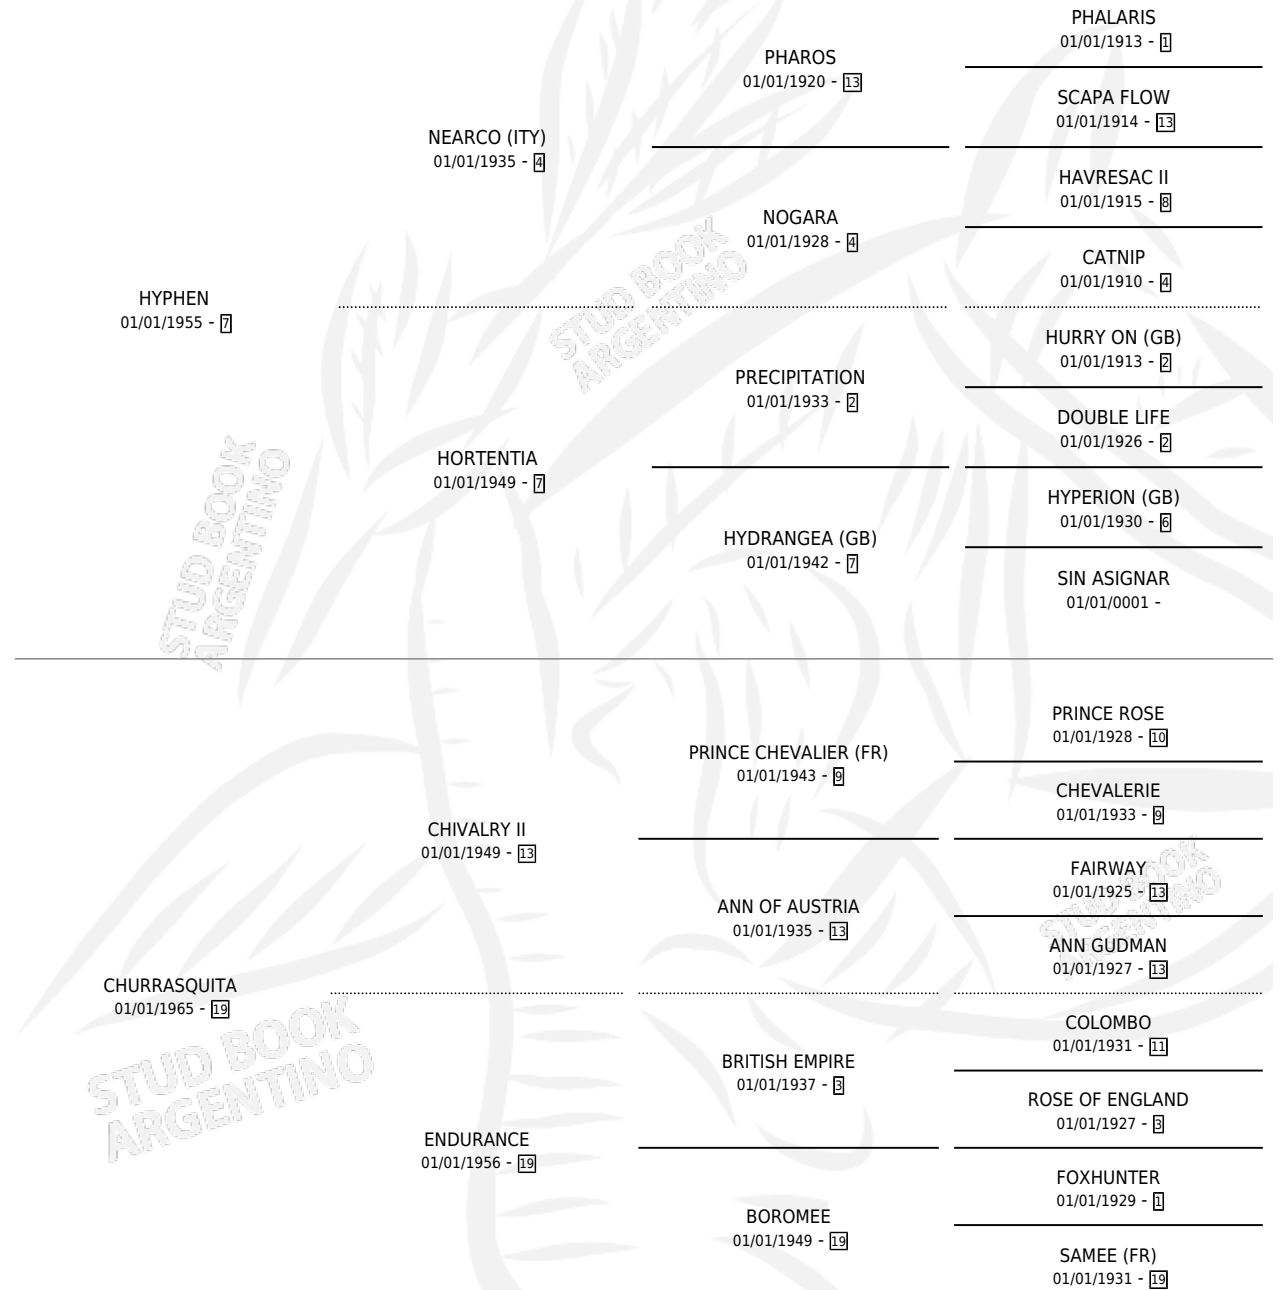 PHALARIS
01/01/1913 - 1
PHAROS
01/01/1920 - 13
SCAPA FLOW
01/01/1914 - 13
NEARCO (ITY)
01/01/1935 - 4
HAVRESAC II
01/01/1915 - 8
NOGARA
01/01/1928 - 4
CATNIP
01/01/1910 - 4
HYPHEN
01/01/1955 - 7
HURRY ON (GB)
01/01/1913 - 2
PRECIPITATION
01/01/1933 - 2
DOUBLE LIFE
01/01/1926 - 2
HORTENTIA
01/01/1949 - 7
HYPERION (GB)
01/01/1930 - 6
HYDRANGEA (GB)
01/01/1942 - 7
SIN ASIGNAR
01/01/0001 -
PRINCE ROSE
01/01/1928 - 10
PRINCE CHEVALIER (FR)
01/01/1943 - 9
CHEVALERIE
01/01/1933 - 9
CHIVALRY II
01/01/1949 - 13
FAIRWAY
01/01/1925 - 13
ANN OF AUSTRIA
01/01/1935 - 13
ANN GUDMAN
01/01/1927 - 13
CHURRASQUITA
01/01/1965 - 19
COLOMBO
01/01/1931 - 11
BRITISH EMPIRE
01/01/1937 - 3
ROSE OF ENGLAND
01/01/1927 - 3
ENDURANCE
01/01/1956 - 19
FOXHUNTER
01/01/1929 - 1
BOROMEE
01/01/1949 - 19
SAMEE (FR)
01/01/1931 - 19
STUD BOOK
ARGENTINO
STUD BOOK
ARGENTINO
STUD BOOK
ARGENTINO
STUD BOOK
ARGENTINO